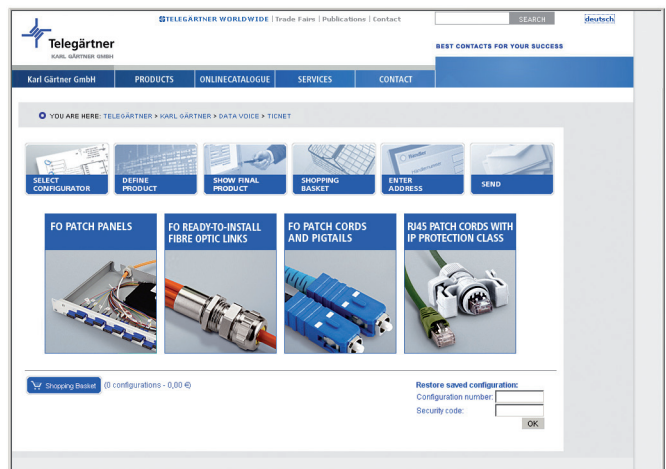 TELEGÄRTNER WORLDWIDE | Trade Fairs | Publications | Contact
SEARCH
deutsch
Telegärtner
KARL GÄRTNER GMBH
BEST CONTACTS FOR YOUR SUCCESS
Karl Gärtner GmbH PRODUCTS ONLINECATALOGUE SERVICES CONTACT
YOU ARE HERE: TELEGÄRTNER > KARL GÄRTNER > DATA VOICE > TICNET
SELECT
CONFIGURATOR
DEFINE
PRODUCT
SHOW FINAL
PRODUCT
SHOPPING
BASKET
ENTER
ADDRESS
SEND
FO PATCH PANELS
FO READY-TO-INSTALL
FIBRE OPTIC LINKS
FO PATCH CORDS
AND PIGTAILS
RJ45 PATCH CORDS WITH
IP PROTECTION CLASS
Shopping Basket (0 configurations - 0,00 €)
Restore saved configuration:
Configuration number:
Security code:
OK